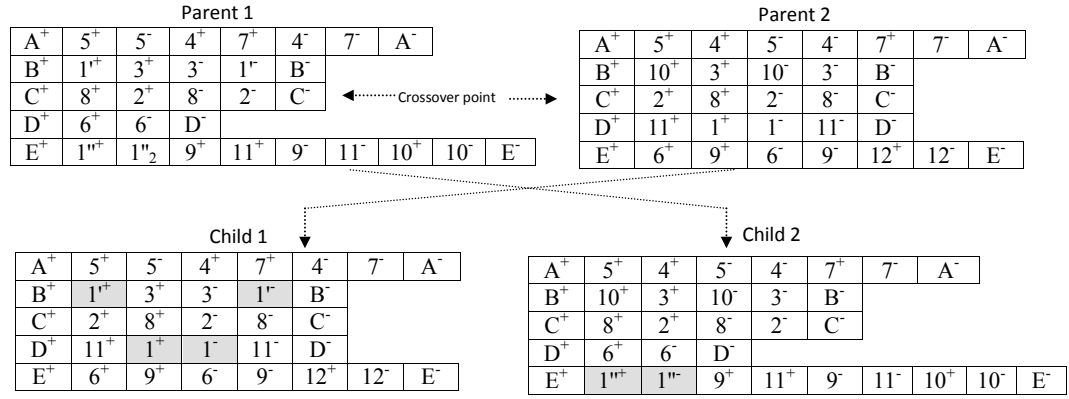 Parent 1
A⁺ 5⁺ 5⁻ 4⁺ 7⁺ 4⁻ 7⁻ A⁻
B⁺ 1'⁺ 3⁺ 3⁻ 1'⁻ B⁻
C⁺ 8⁺ 2⁺ 8⁻ 2⁻ C⁻
D⁺ 6⁺ 6⁻ D⁻
E⁺ 1"⁺ 1"₂ 9⁺ 11⁺ 9⁻ 11⁻ 10⁺ 10⁻ E⁻
Crossover point
Parent 2
A⁺ 5⁺ 4⁺ 5⁻ 4⁻ 7⁺ 7⁻ A⁻
B⁺ 10⁺ 3⁺ 10⁻ 3⁻ B⁻
C⁺ 2⁺ 8⁺ 2⁻ 8⁻ C⁻
D⁺ 11⁺ 1⁺ 1⁻ 11⁻ D⁻
E⁺ 6⁺ 9⁺ 6⁻ 9⁻ 12⁺ 12⁻ E⁻
Child 1
A⁺ 5⁺ 5⁻ 4⁺ 7⁺ 4⁻ 7⁻ A⁻
B⁺ 1'⁺ 3⁺ 3⁻ 1'⁻ B⁻
C⁺ 2⁺ 8⁺ 2⁻ 8⁻ C⁻
D⁺ 11⁺ 1⁺ 1⁻ 11⁻ D⁻
E⁺ 6⁺ 9⁺ 6⁻ 9⁻ 12⁺ 12⁻ E⁻
Child 2
A⁺ 5⁺ 4⁺ 5⁻ 4⁻ 7⁺ 7⁻ A⁻
B⁺ 10⁺ 3⁺ 10⁻ 3⁻ B⁻
C⁺ 8⁺ 2⁺ 8⁻ 2⁻ C⁻
D⁺ 6⁺ 6⁻ D⁻
E⁺ 1"⁺ 1"⁻ 9⁺ 11⁺ 9⁻ 11⁻ 10⁺ 10⁻ E⁻